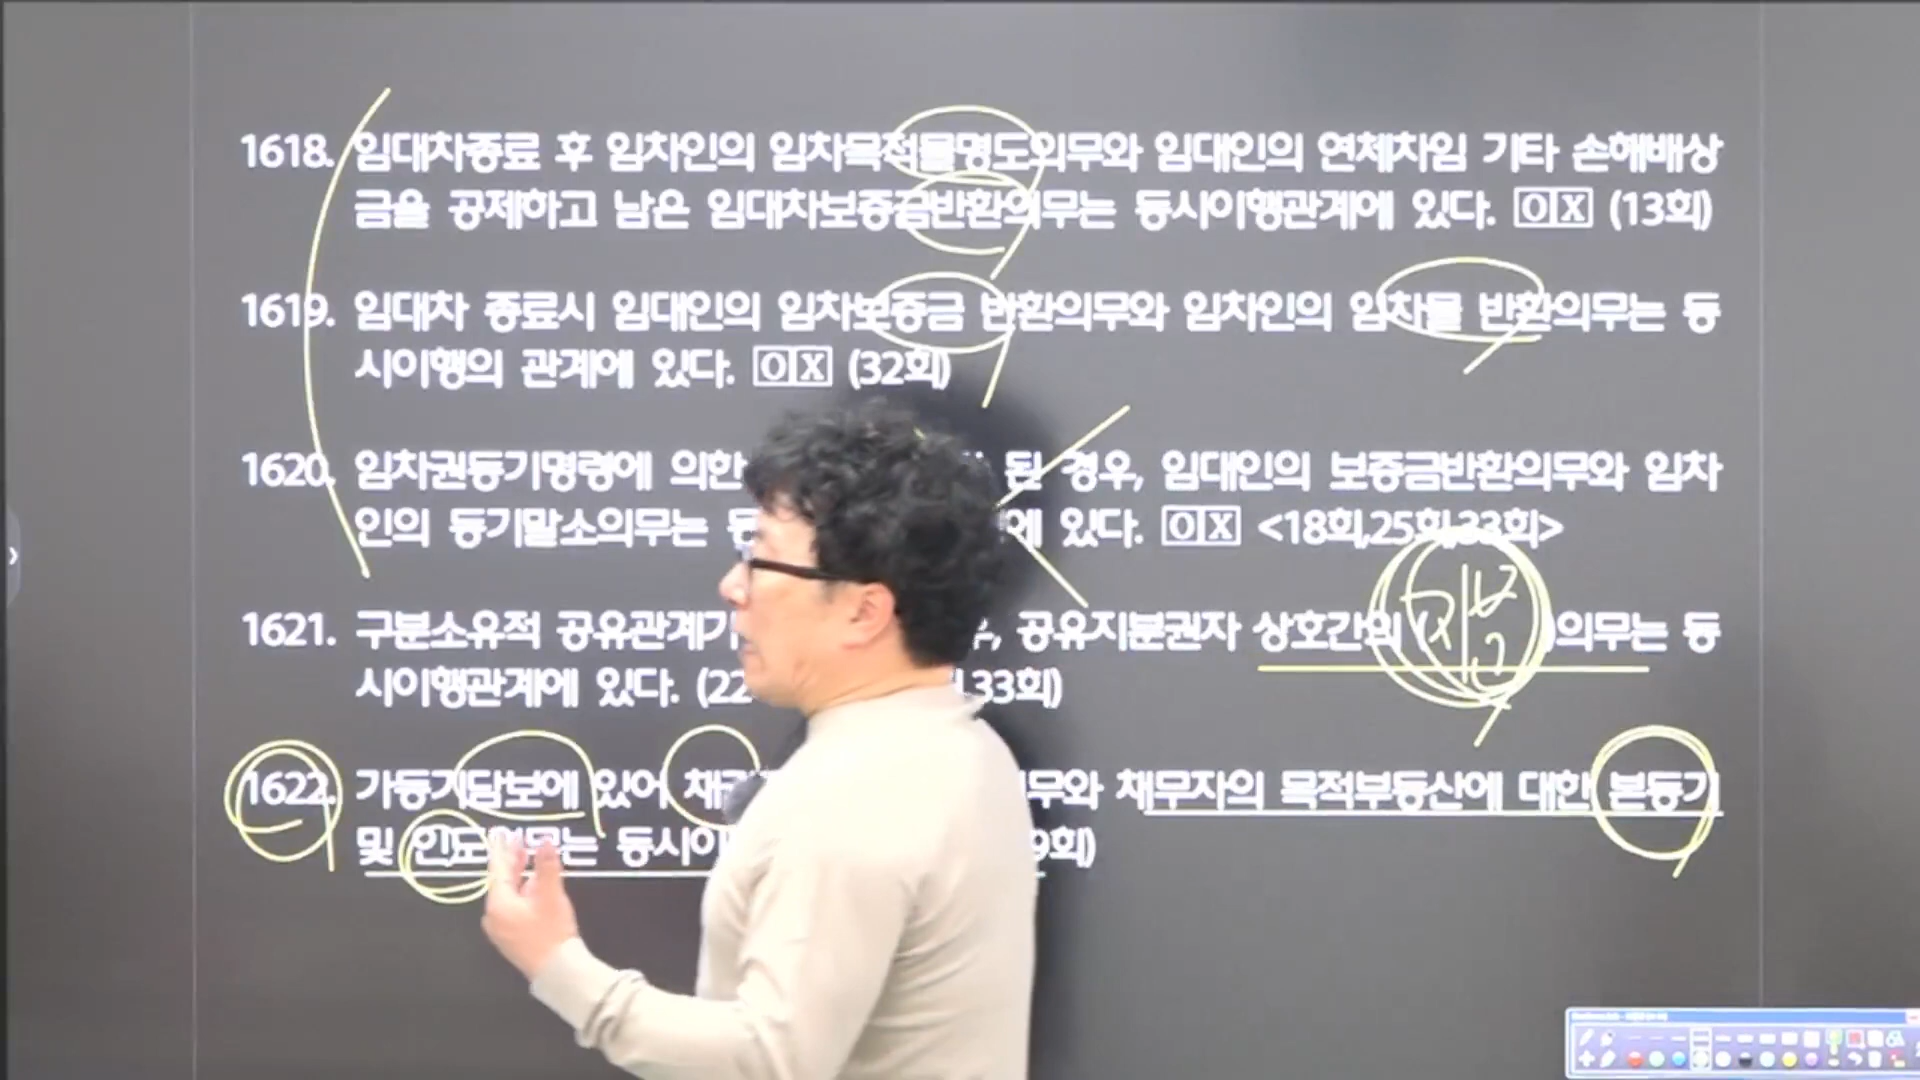 1618. 임대차종료 후 임차인의 임차목적물명도의무와 임대인의 연체차임 기타 손해배상
금을 공제하고 남은 임대차보증금반환의무는 동시이행관계에 있다. O X (13회)
1619. 임대차 종료시 임대인의 임차보증금 반환의무와 임차인의 임차물 반환의무는 동
시이행의 관계에 있다. O X (32회)
1620. 임차권등기명령에 의한 된 경우, 임대인의 보증금반환의무와 임차
인의 등기말소의무는 동 에 있다. O X <18회,25회,33회>
1621. 구분소유적 공유관계가 공유지분권자 상호간의 ( )의무는 동
시이행관계에 있다. (22 33회)
1622. 가등기담보에 있어 의무와 채무자의 목적부동산에 대한 본등기
및 인도의무는 동시이 9회)